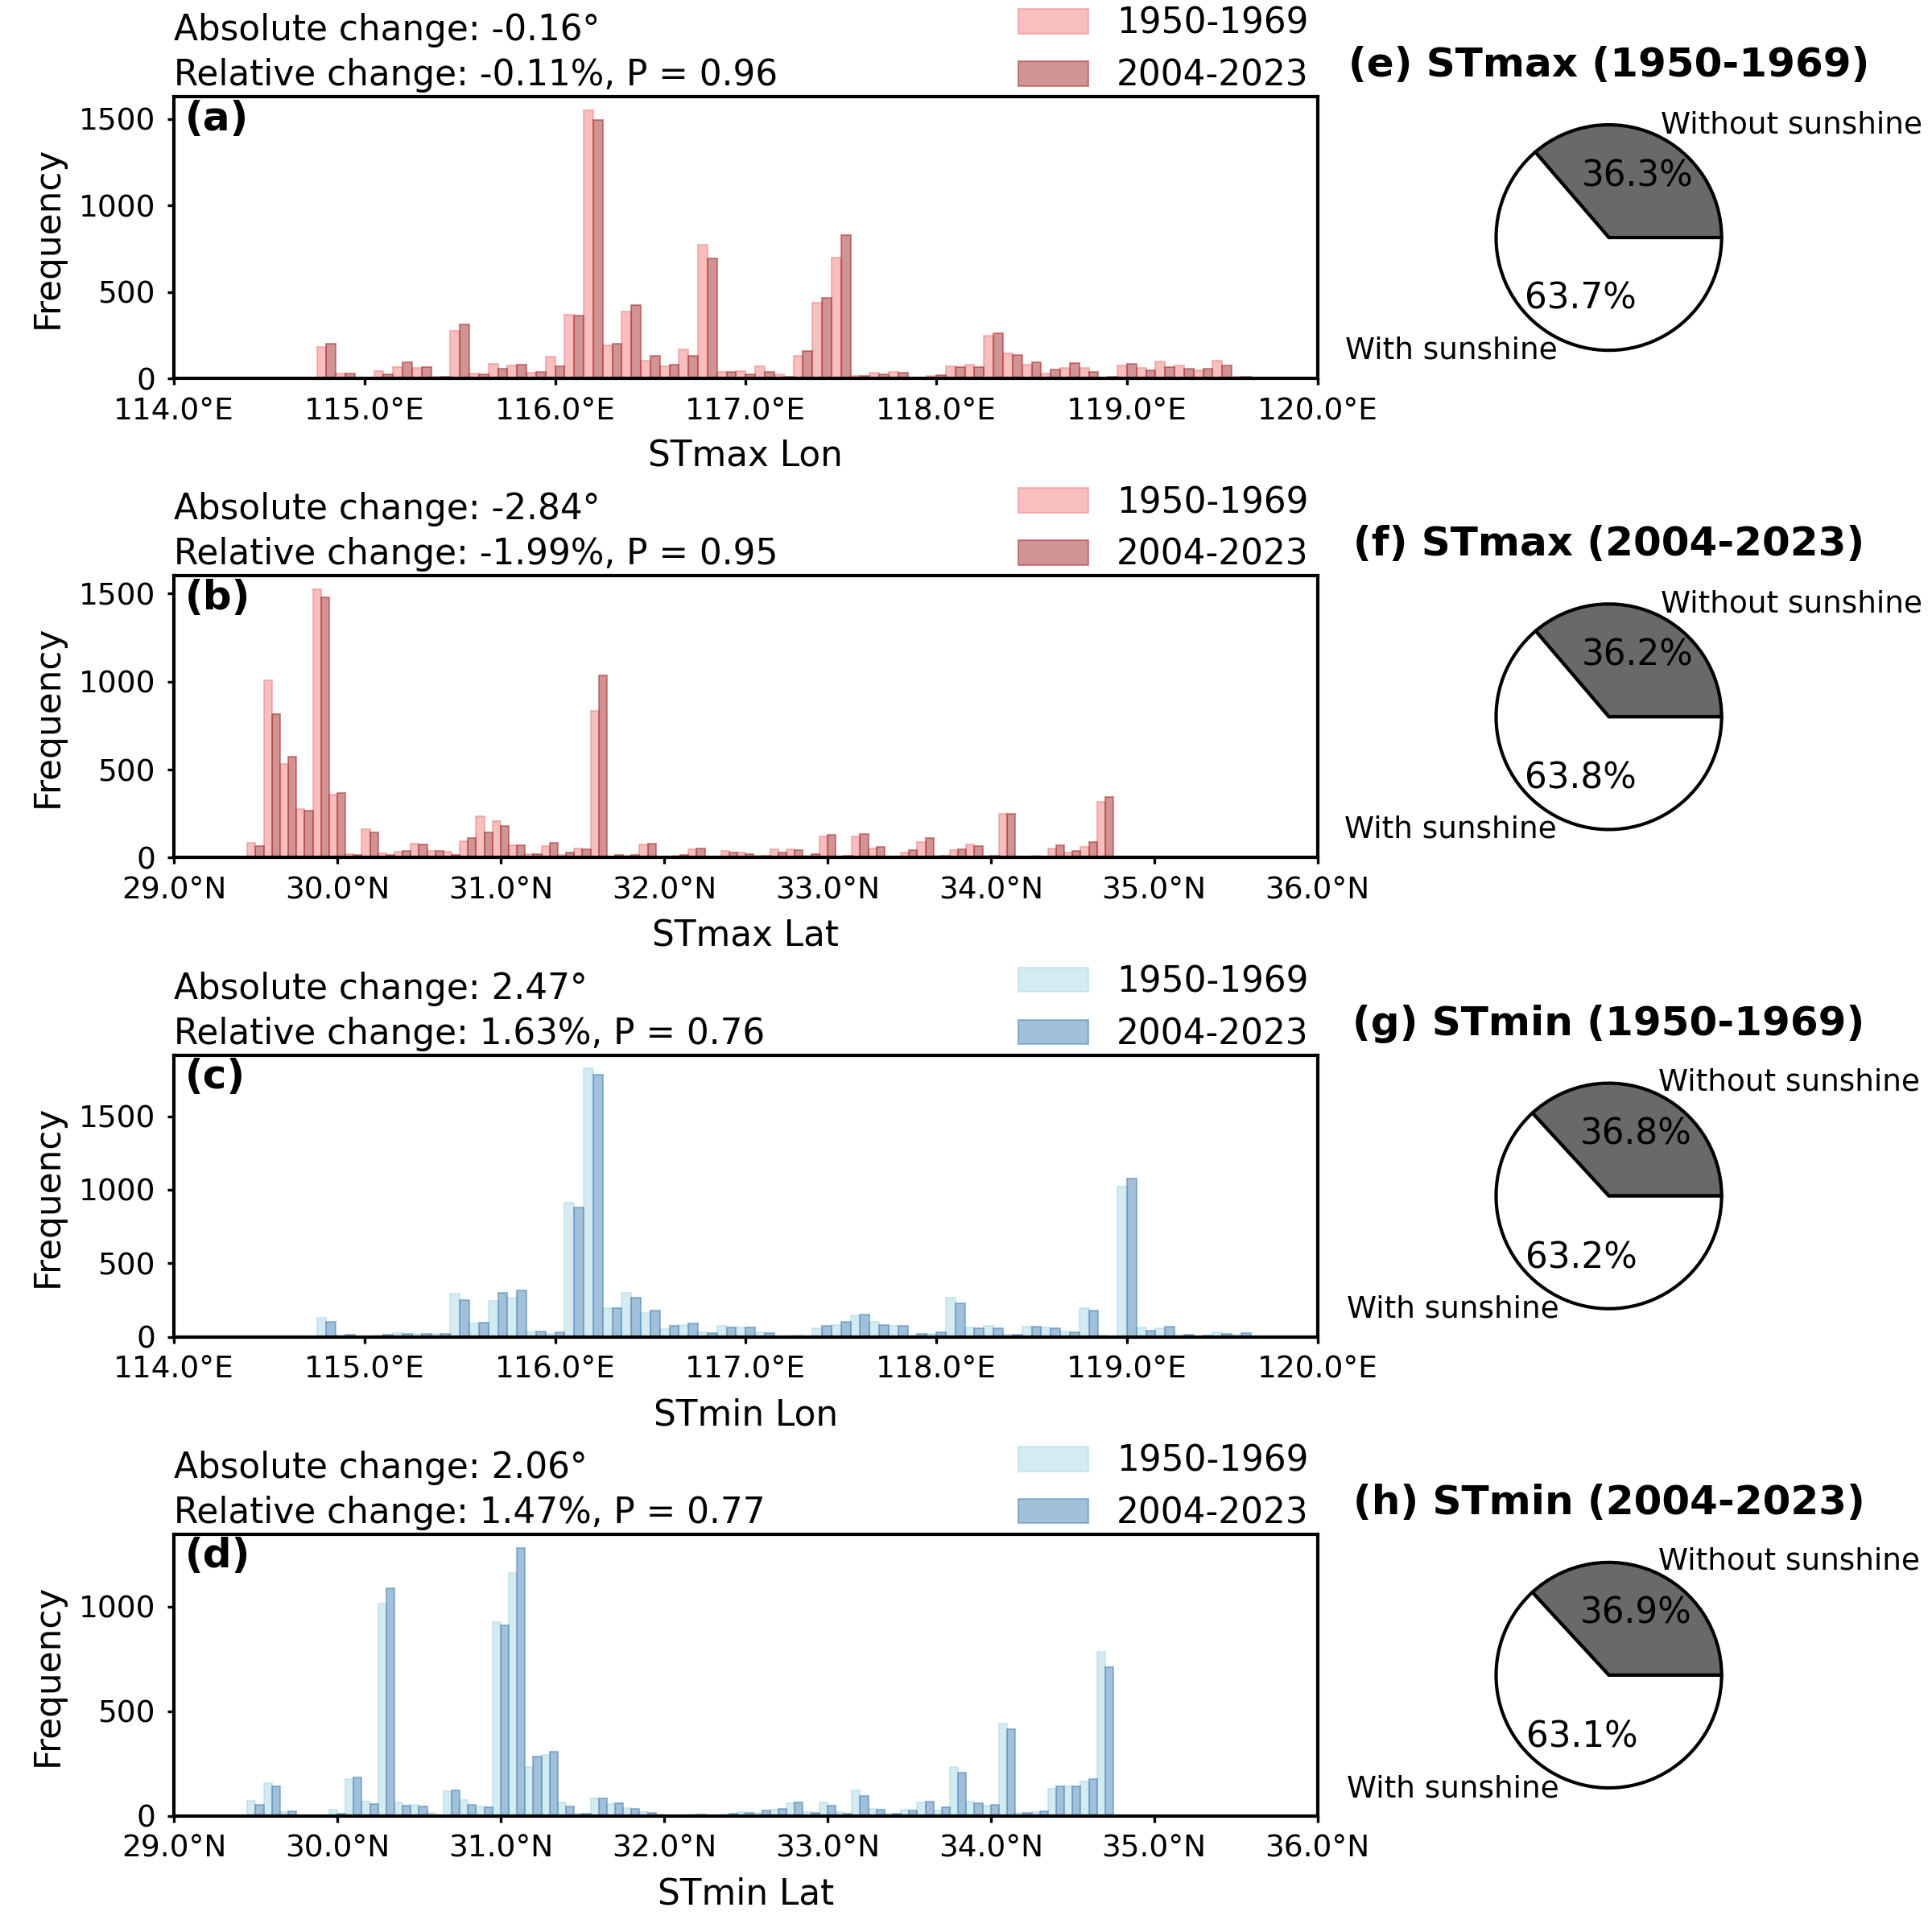 Absolute change: -0.16°
Relative change: -0.11%, P = 0.96
1950-1969
2004-2023
(a)
Frequency
1500
1000
500
0
114.0°E 115.0°E 116.0°E 117.0°E 118.0°E 119.0°E 120.0°E
STmax Lon
(e) STmax (1950-1969)
Without sunshine
36.3%
63.7%
With sunshine
Absolute change: -2.84°
Relative change: -1.99%, P = 0.95
1950-1969
2004-2023
(b)
Frequency
1500
1000
500
0
29.0°N 30.0°N 31.0°N 32.0°N 33.0°N 34.0°N 35.0°N 36.0°N
STmax Lat
(f) STmax (2004-2023)
Without sunshine
36.2%
63.8%
With sunshine
Absolute change: 2.47°
Relative change: 1.63%, P = 0.76
1950-1969
2004-2023
(c)
Frequency
1500
1000
500
0
114.0°E 115.0°E 116.0°E 117.0°E 118.0°E 119.0°E 120.0°E
STmin Lon
(g) STmin (1950-1969)
Without sunshine
36.8%
63.2%
With sunshine
Absolute change: 2.06°
Relative change: 1.47%, P = 0.77
1950-1969
2004-2023
(d)
Frequency
1000
500
0
29.0°N 30.0°N 31.0°N 32.0°N 33.0°N 34.0°N 35.0°N 36.0°N
STmin Lat
(h) STmin (2004-2023)
Without sunshine
36.9%
63.1%
With sunshine